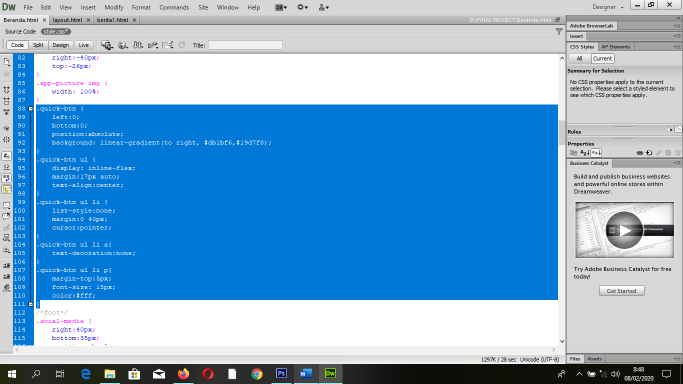 Dw File Edit View Insert Modify Format Commands Site Window Help
Designer
Beranda.html × layout.html × berita1.html ×
D:\FINAL PROJECT\Beranda.html
Source Code style.css*
Code Split Design Live Title:
82 right:-40px;
83 top:-26px;
84 }
85 .app-picture img {
86 width: 100%;
87 }
88 .quick-btn {
89 left:0;
90 bottom:0;
91 position:absolute;
92 background: linear-gradient(to right, #db1bf6,#19d7f8);
93 }
94 .quick-btn ul {
95 display: inline-flex;
96 margin:17px auto;
97 text-align:center;
98 }
99 .quick-btn ul li {
100 list-style:none;
101 margin:0 40px;
102 cursor:pointer;
103 }
104 .quick-btn ul li a{
105 text-decoration:none;
106 }
107 .quick-btn ul li p{
108 margin-top:5px;
109 font-size: 15px;
110 color:#fff;
111 }
112 /*foot*/
113 .sosial-media {
114 right:40px;
115 bottom:35px;
1297K / 28 sec Unicode (UTF-8)
Adobe BrowserLab
Insert
CSS Styles AP Elements
All Current
Summary for Selection
No CSS properties apply to the current
selection. Please select a styled element to
see which CSS properties apply.
Rules
Properties
Business Catalyst
Build and publish business websites
and powerful online stores within
Dreamweaver.
Try Adobe Business Catalyst for free
today!
Get Started
Files Assets
8:48
08/02/2020